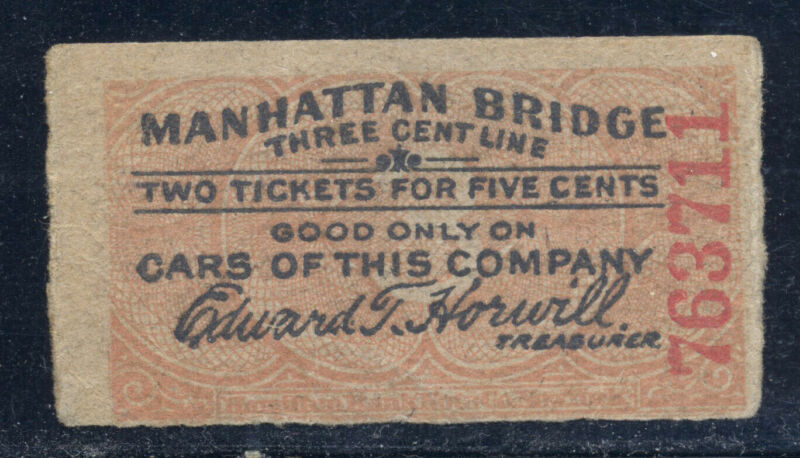 MANHATTAN BRIDGE
THREE CENT LINE
TWO TICKETS FOR FIVE CENTS
GOOD ONLY ON
CARS OF THIS COMPANY
Edward T. Horwill
TREASURER
763711